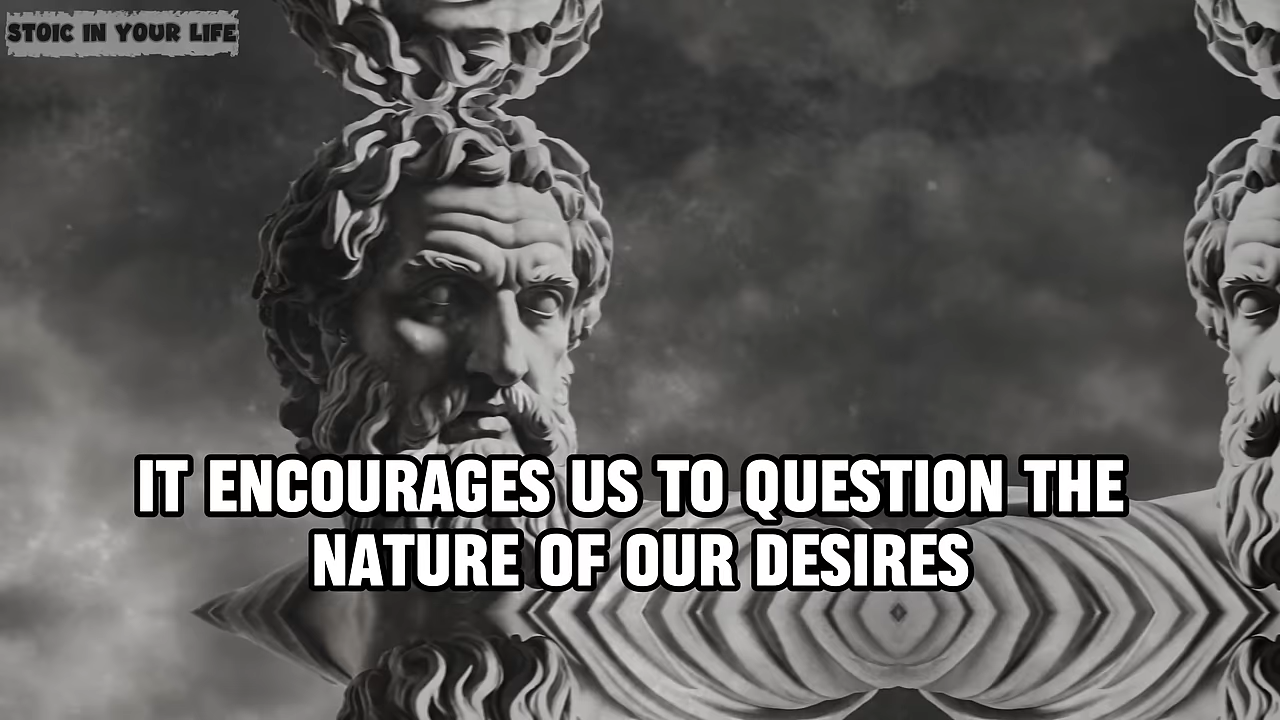 STOIC IN YOUR LIFE
IT ENCOURAGES US TO QUESTION THE
NATURE OF OUR DESIRES